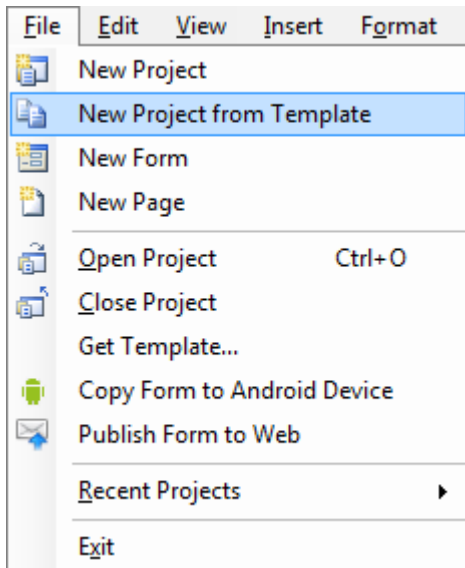 File Edit View Insert Format
New Project
New Project from Template
New Form
New Page
Open Project Ctrl+O
Close Project
Get Template...
Copy Form to Android Device
Publish Form to Web
Recent Projects
Exit